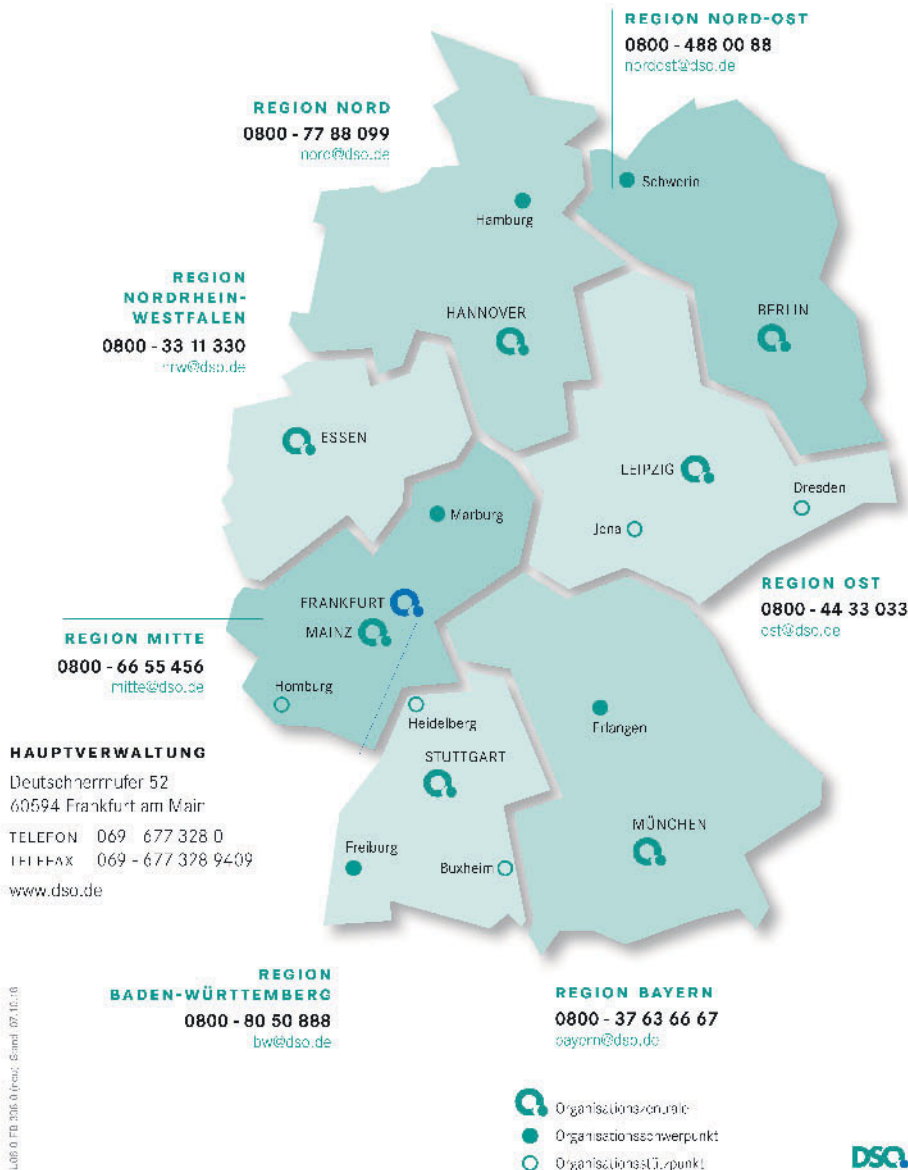 REGION NORD-OST
0800 - 488 00 88
nordost@dso.de
REGION NORD
0800 - 77 88 099
nord@dso.de
Schwerin
Hamburg
REGION
NORDRHEIN-
WESTFALEN
0800 - 33 11 330
nrw@dso.de
HANNOVER
BERLIN
ESSEN
LEIPZIG
Dresden
Marburg
Jena
REGION OST
0800 - 44 33 033
ost@dso.de
FRANKFURT
MAINZ
REGION MITTE
0800 - 66 55 456
mitte@dso.de
Homburg
Heidelberg
Erlangen
HAUPTVERWALTUNG
Deutschherrnufer 52
60594 Frankfurt am Main
TELEFON 069 - 677 328 0
TELEFAX 069 - 677 328 9409
www.dso.de
STUTTGART
MÜNCHEN
Freiburg
Buxheim
REGION
BADEN-WÜRTTEMBERG
0800 - 80 50 888
bw@dso.de
REGION BAYERN
0800 - 37 63 66 67
bayern@dso.de
Organisationszentrale
Organisationsschwerpunkt
Organisationsstützpunkt
DSO
Stand